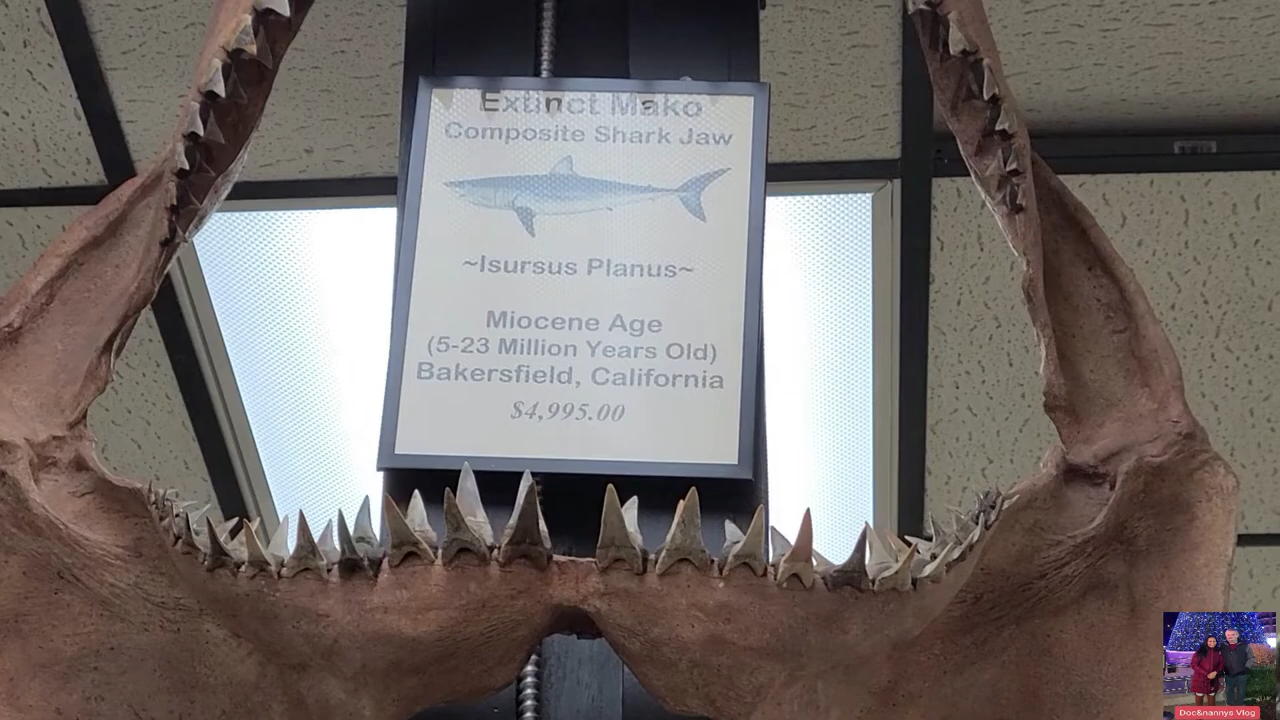 Extinct Mako
Composite Shark Jaw
~Isursus Planus~
Miocene Age
(5-23 Million Years Old)
Bakersfield, California
$4,995.00
Doc&nannys Vlog